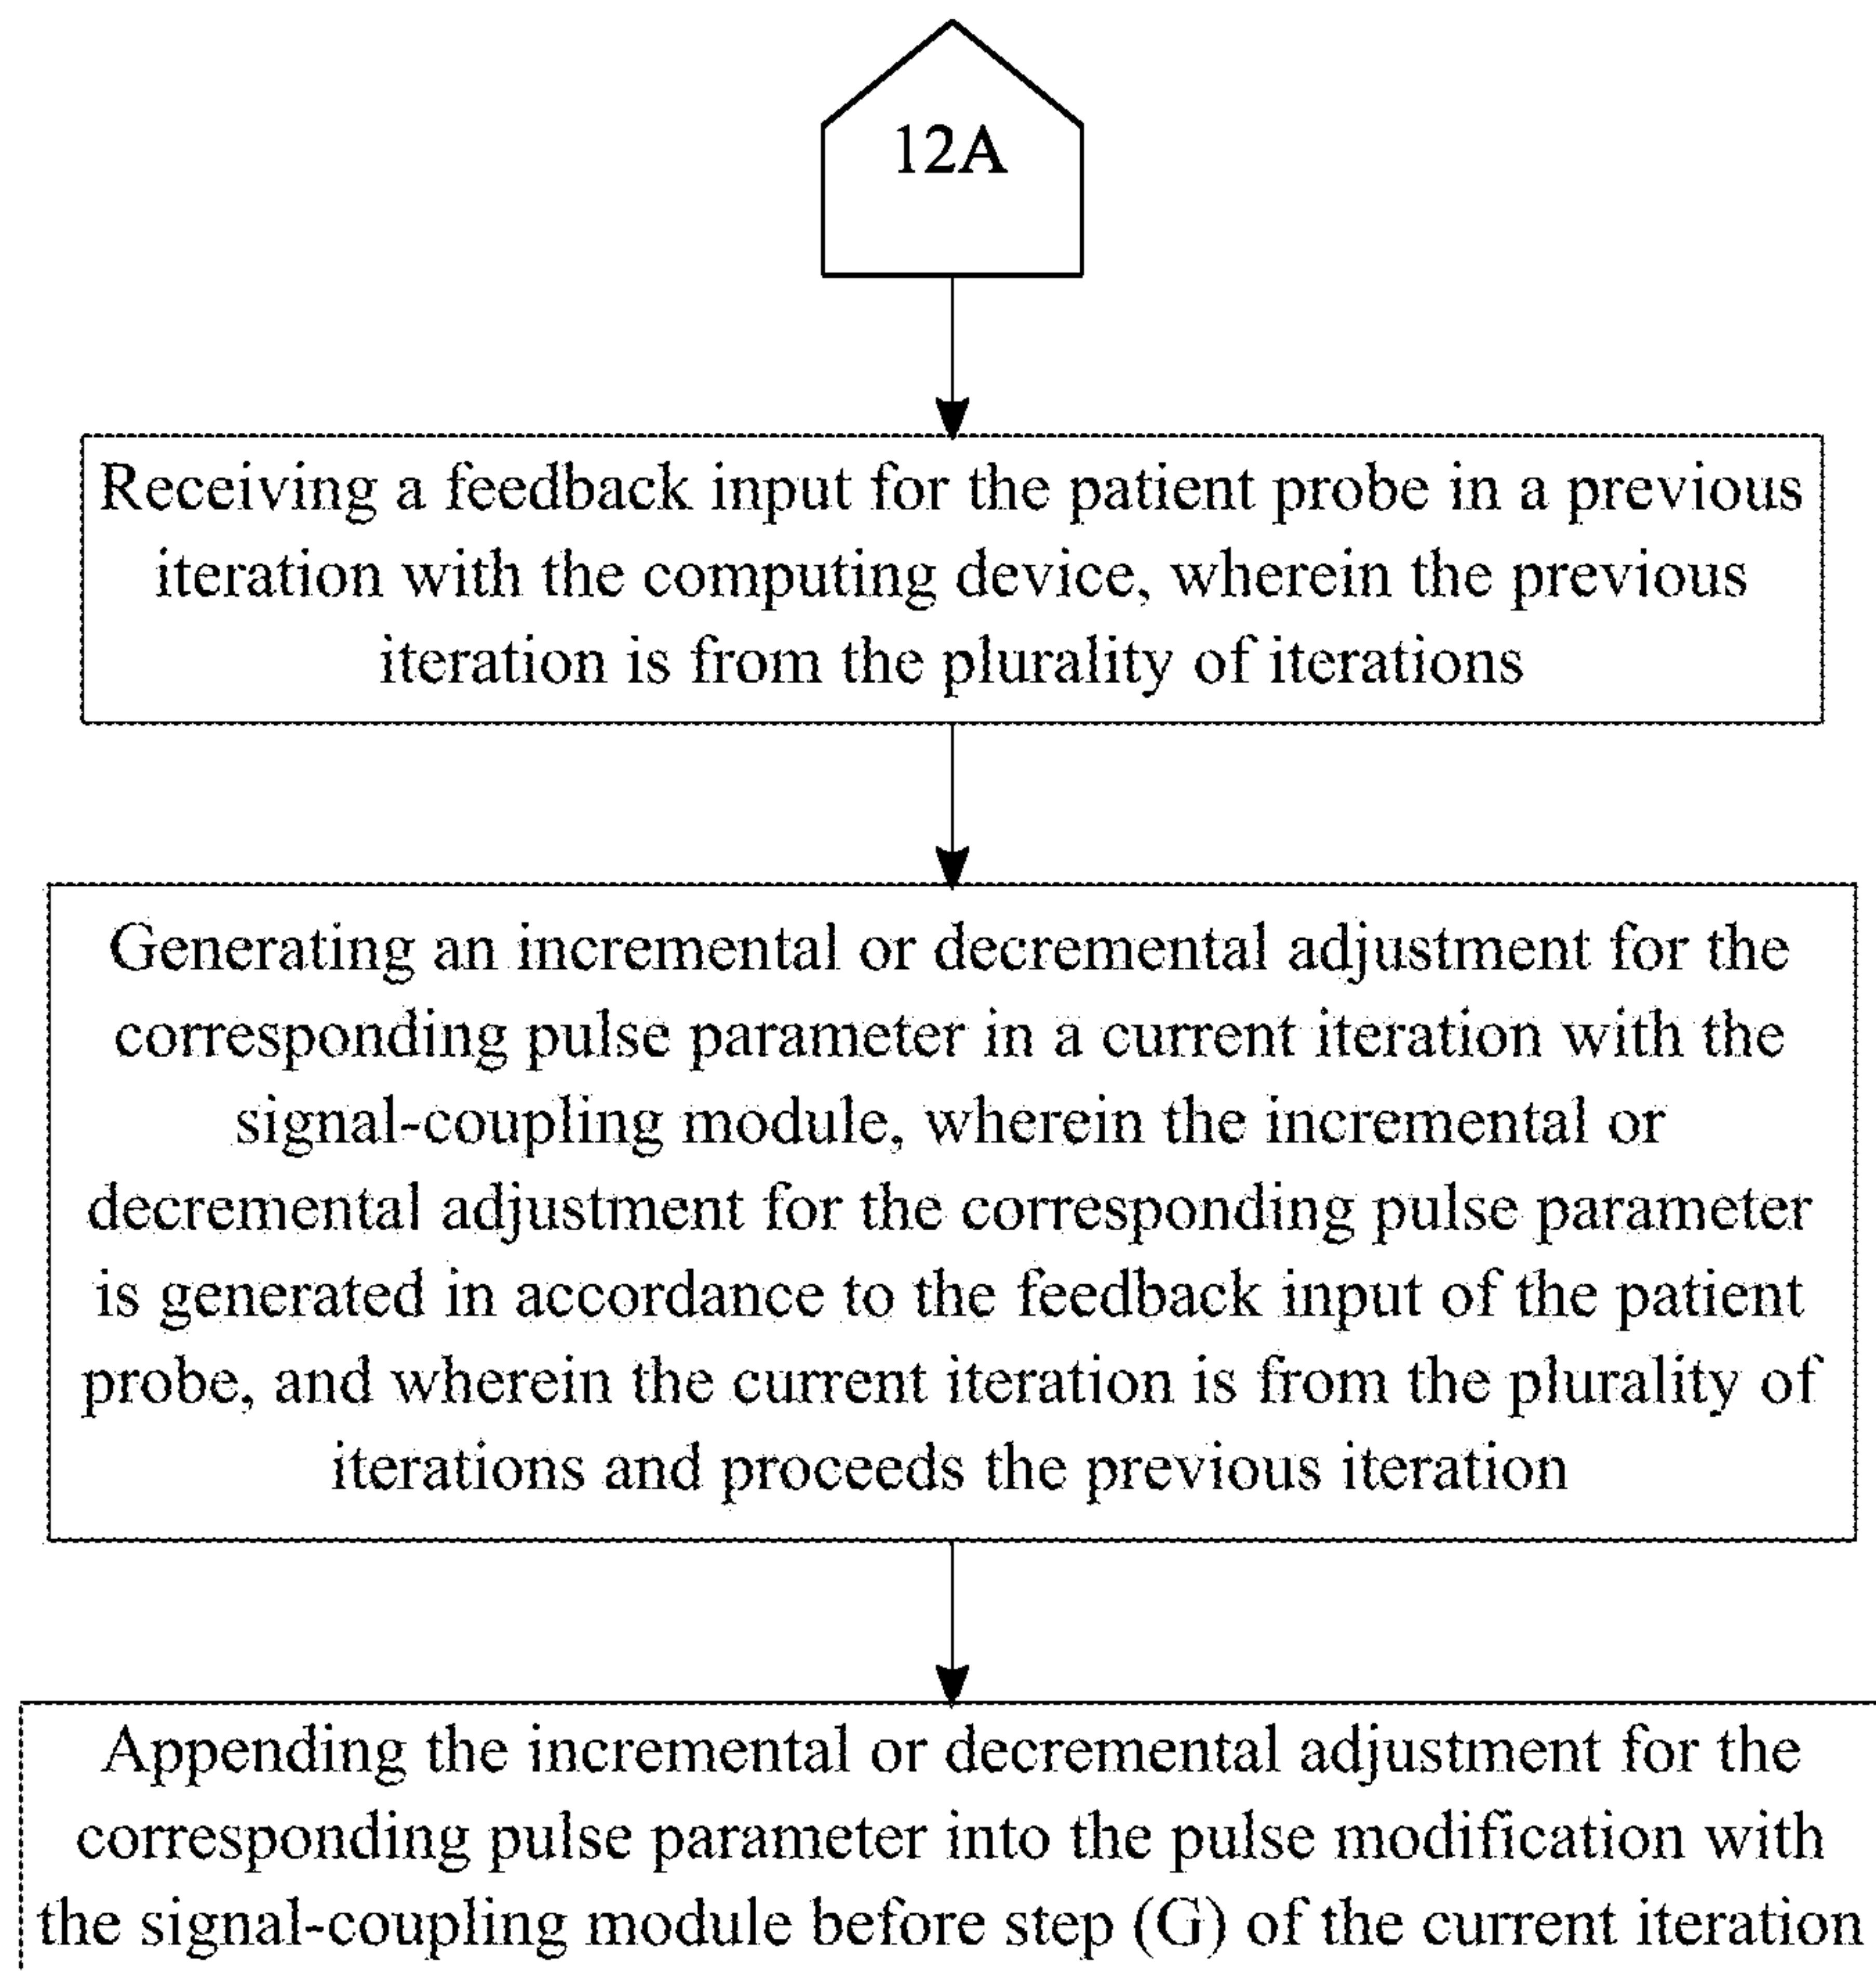 12A
Receiving a feedback input for the patient probe in a previous
iteration with the computing device, wherein the previous
iteration is from the plurality of iterations
Generating an incremental or decremental adjustment for the
corresponding pulse parameter in a current iteration with the
signal-coupling module, wherein the incremental or
decremental adjustment for the corresponding pulse parameter
is generated in accordance to the feedback input of the patient
probe, and wherein the current iteration is from the plurality of
iterations and proceeds the previous iteration
Appending the incremental or decremental adjustment for the
corresponding pulse parameter into the pulse modification with
the signal-coupling module before step (G) of the current iteration